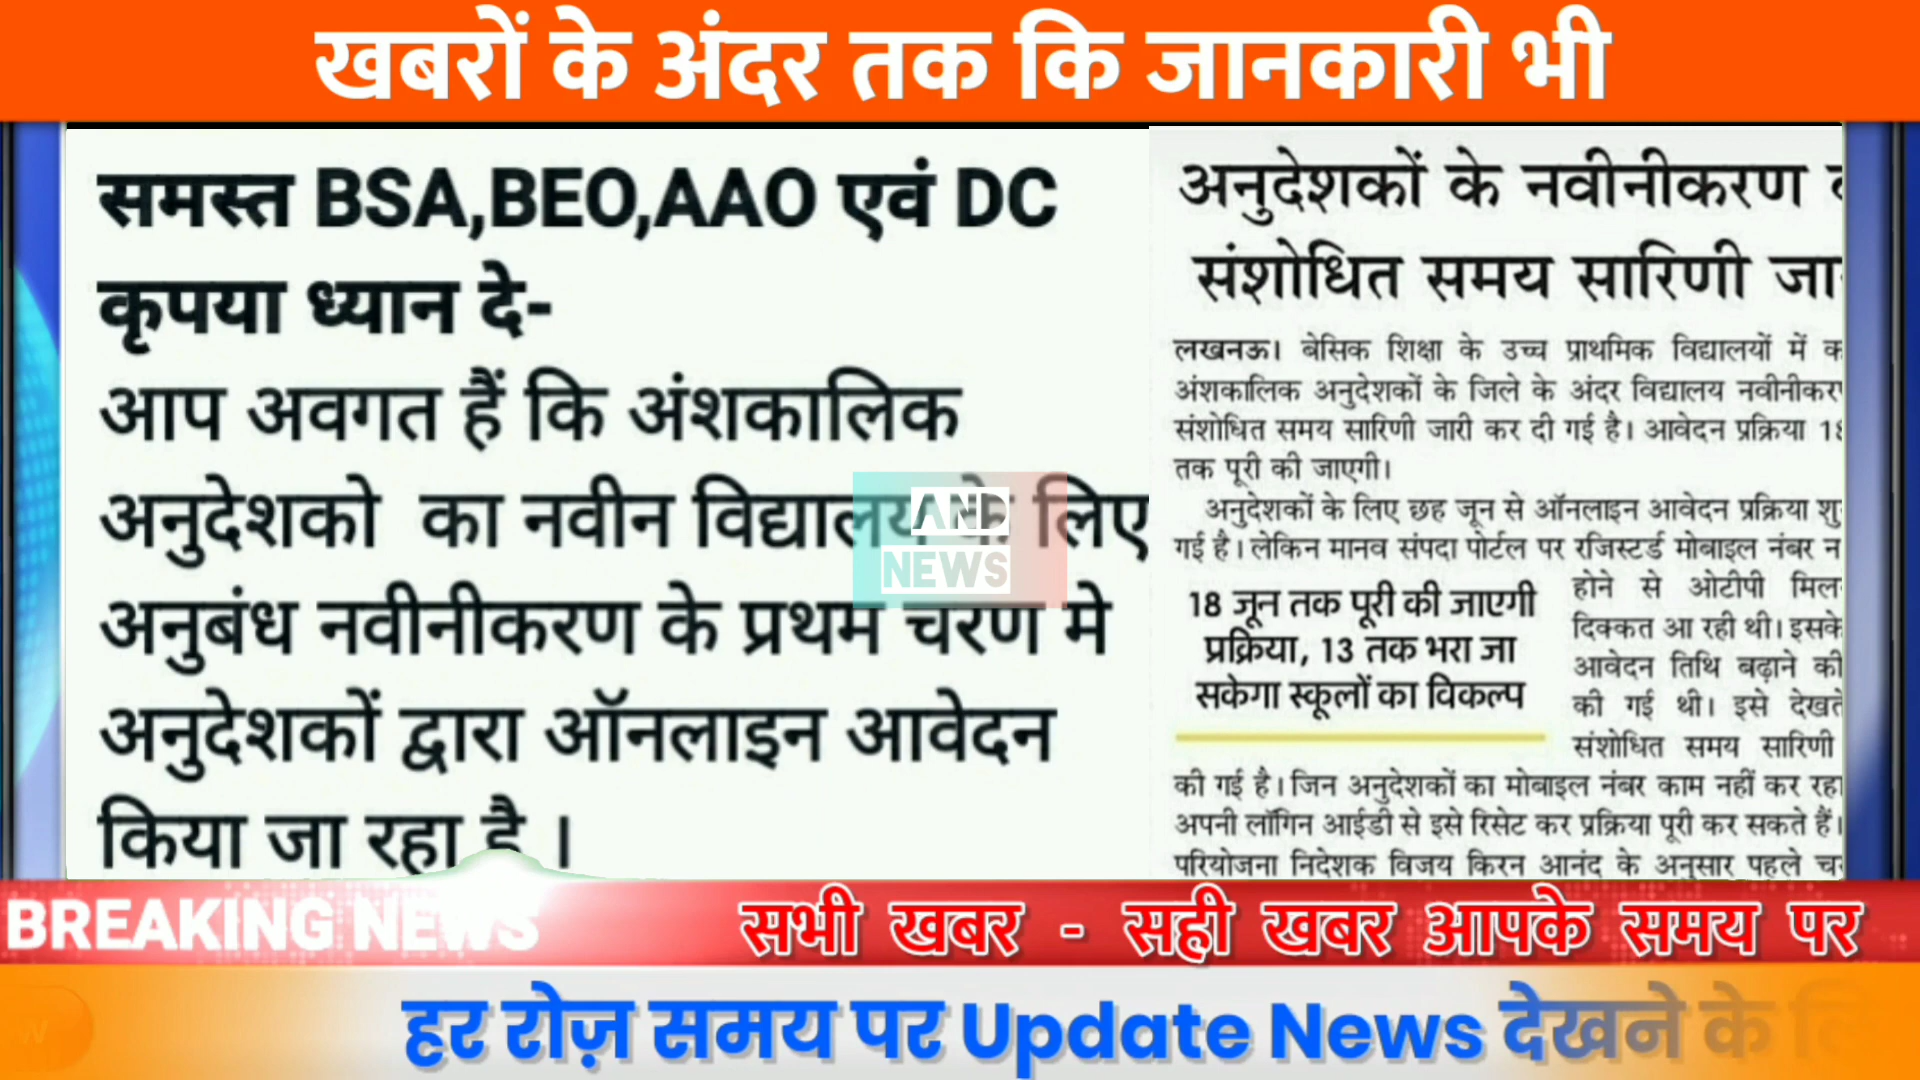 खबरों के अंदर तक कि जानकारी भी
समस्त BSA,BEO,AAO एवं DC
कृपया ध्यान दे-
आप अवगत हैं कि अंशकालिक
अनुदेशको का नवीन विद्यालय के लिए
अनुबंध नवीनीकरण के प्रथम चरण मे
अनुदेशकों द्वारा ऑनलाइन आवेदन
किया जा रहा है ।
AND
NEWS
अनुदेशकों के नवीनीकरण
संशोधित समय सारिणी
लखनऊ। बेसिक शिक्षा के उच्च प्राथमिक विद्यालयों में
अंशकालिक अनुदेशकों के जिले के अंदर विद्यालय
संशोधित समय सारिणी जारी कर दी गई है। आवेदन प्रक्रिया
तक पूरी की जाएगी।
अनुदेशकों के लिए छह जून से ऑनलाइन आवेदन प्रक्रिया
गई है। लेकिन मानव संपदा पोर्टल पर रजिस्टर्ड मोबाइल नंबर
होने से ओटीपी
दिक्कत आ रही थी।
आवेदन तिथि बढ़ाने की
की गई थी। इसे
संशोधित समय सारिणी
18 जून तक पूरी की जाएगी
प्रक्रिया, 13 तक भरा जा
सकेगा स्कूलों का विकल्प
की गई है। जिन अनुदेशकों का मोबाइल नंबर काम नहीं कर
अपनी लॉगिन आईडी से इसे रिसेट कर प्रक्रिया पूरी कर सकते हैं।
परियोजना निदेशक विजय किरन आनंद के अनुसार पहले
BREAKING NEWS
सभी खबर - सही खबर आपके समय पर
हर रोज़ समय पर Update News देखने के